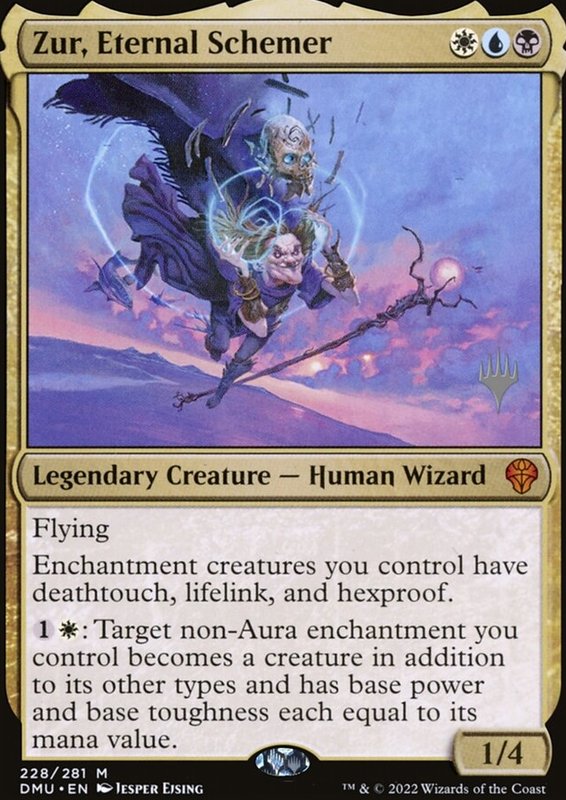 Zur, Eternal Schemer
Legendary Creature — Human Wizard
Flying
Enchantment creatures you control have
deathtouch, lifelink, and hexproof.
1 : Target non-Aura enchantment you
control becomes a creature in addition
to its other types and has base power
and base toughness each equal to its
mana value.
1/4
228/281 M
DMU • EN Jesper Ejsing
™ & © 2022 Wizards of the Coast